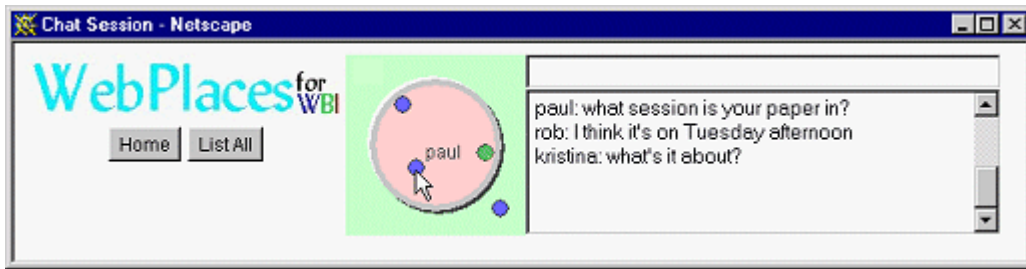 Chat Session - Netscape
WebPlaces for WBI
Home List All
paul
paul: what session is your paper in?
rob: I think it's on Tuesday afternoon
kristina: what's it about?